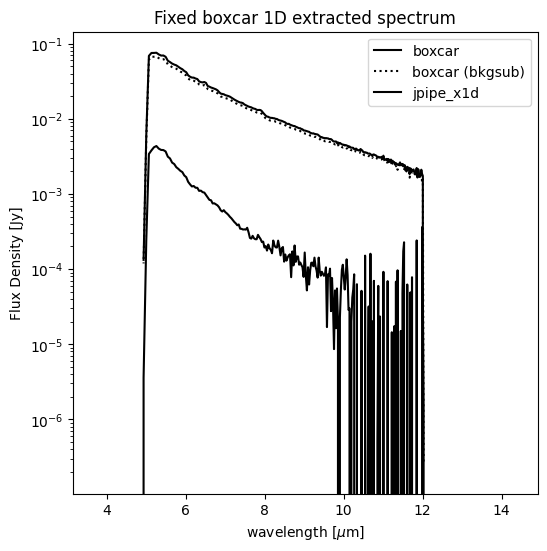 Fixed boxcar 1D extracted spectrum
boxcar
boxcar (bkgsub)
jpipe_x1d
Flux Density [Jy]
10⁻¹
10⁻²
10⁻³
10⁻⁴
10⁻⁵
10⁻⁶
4 6 8 10 12 14
wavelength [μm]